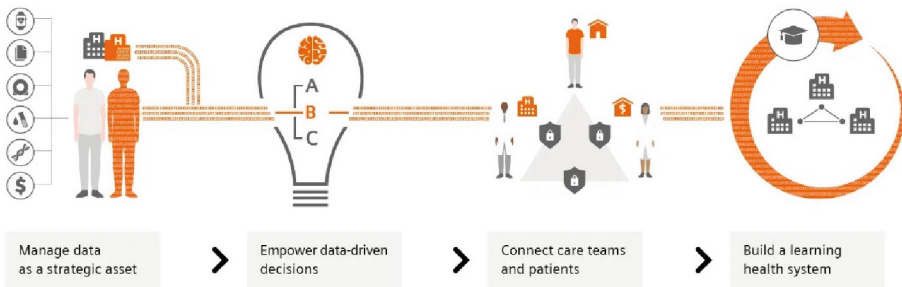 H
H
$
A
B
C
H
$
H
H
H
Manage data
as a strategic asset
Empower data-driven
decisions
Connect care teams
and patients
Build a learning
health system